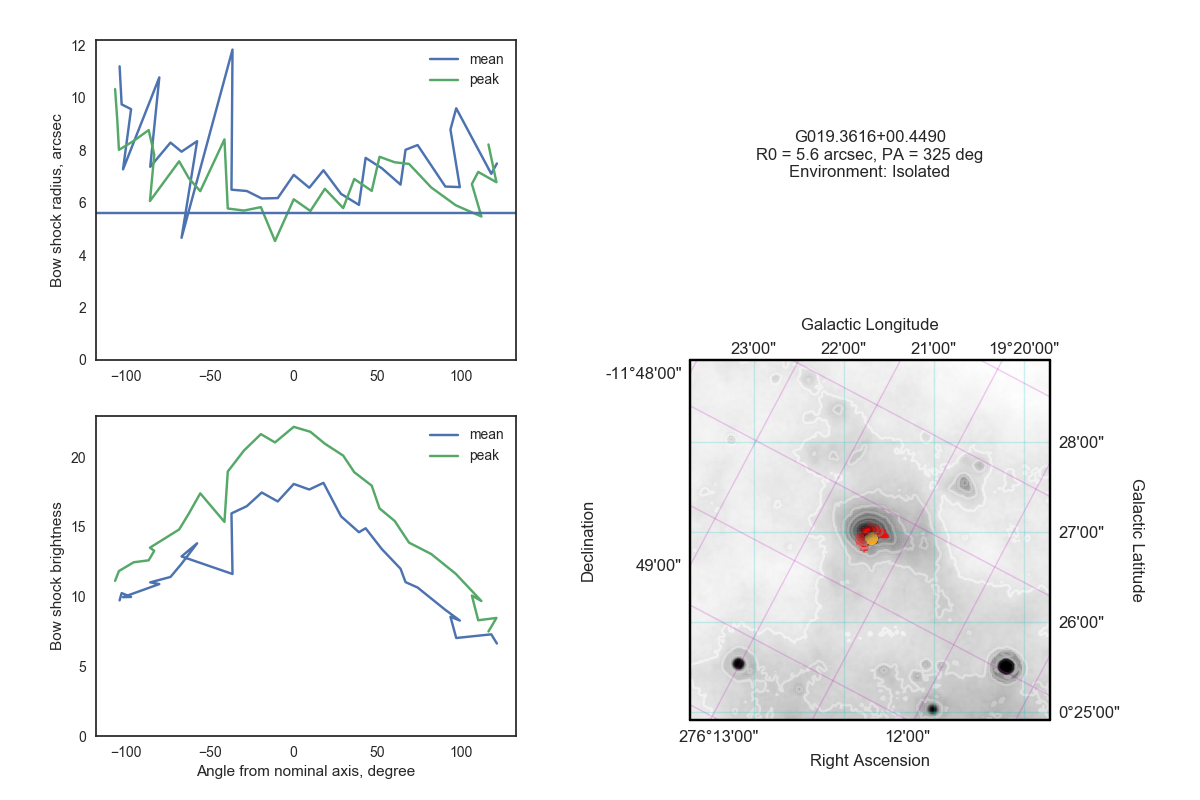 12
10
8
6
4
2
0
Bow shock radius, arcsec
mean
peak
−100
−50
0
50
100
G019.3616+00.4490
R0 = 5.6 arcsec, PA = 325 deg
Environment: Isolated
20
15
10
5
0
Bow shock brightness
mean
peak
−100
−50
0
50
100
Angle from nominal axis, degree
Galactic Longitude
23'00"
22'00"
21'00"
19°20'00"
-11°48'00"
49'00"
Declination
28'00"
27'00"
26'00"
0°25'00"
Galactic Latitude
276°13'00"
12'00"
Right Ascension